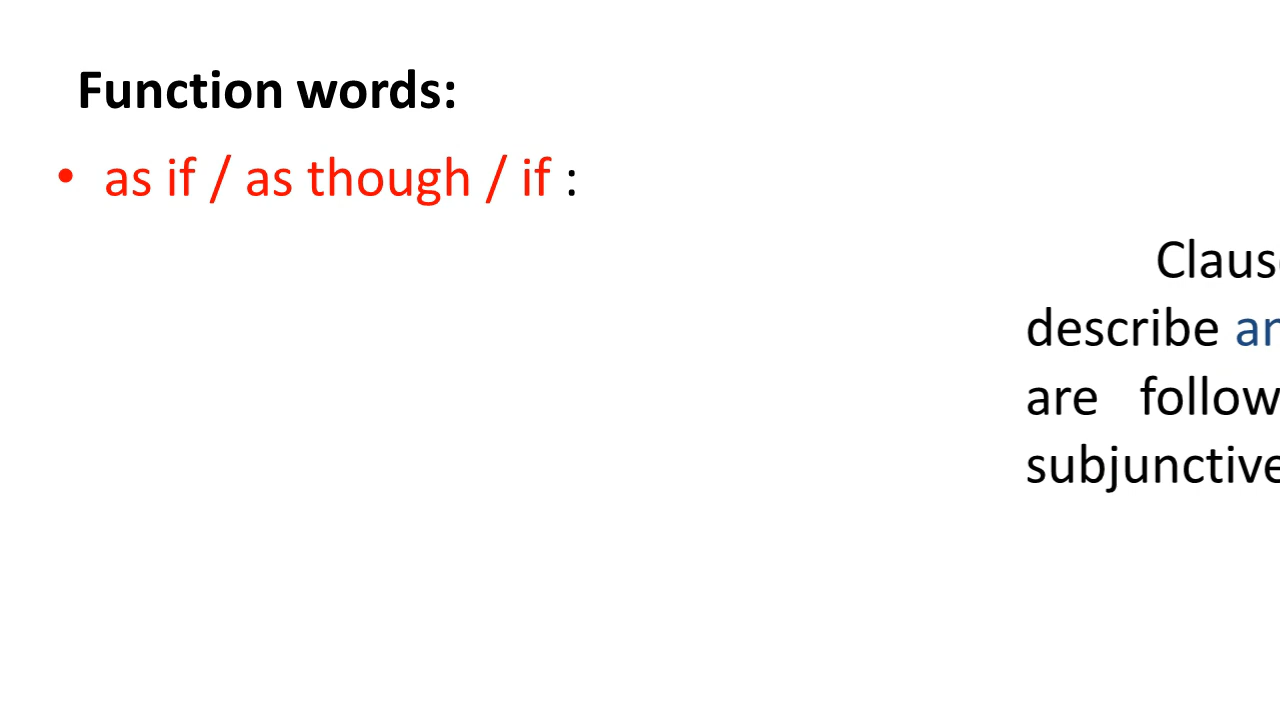 Function words:
• as if / as though / if :
Claus
describe an
are follow
subjunctive